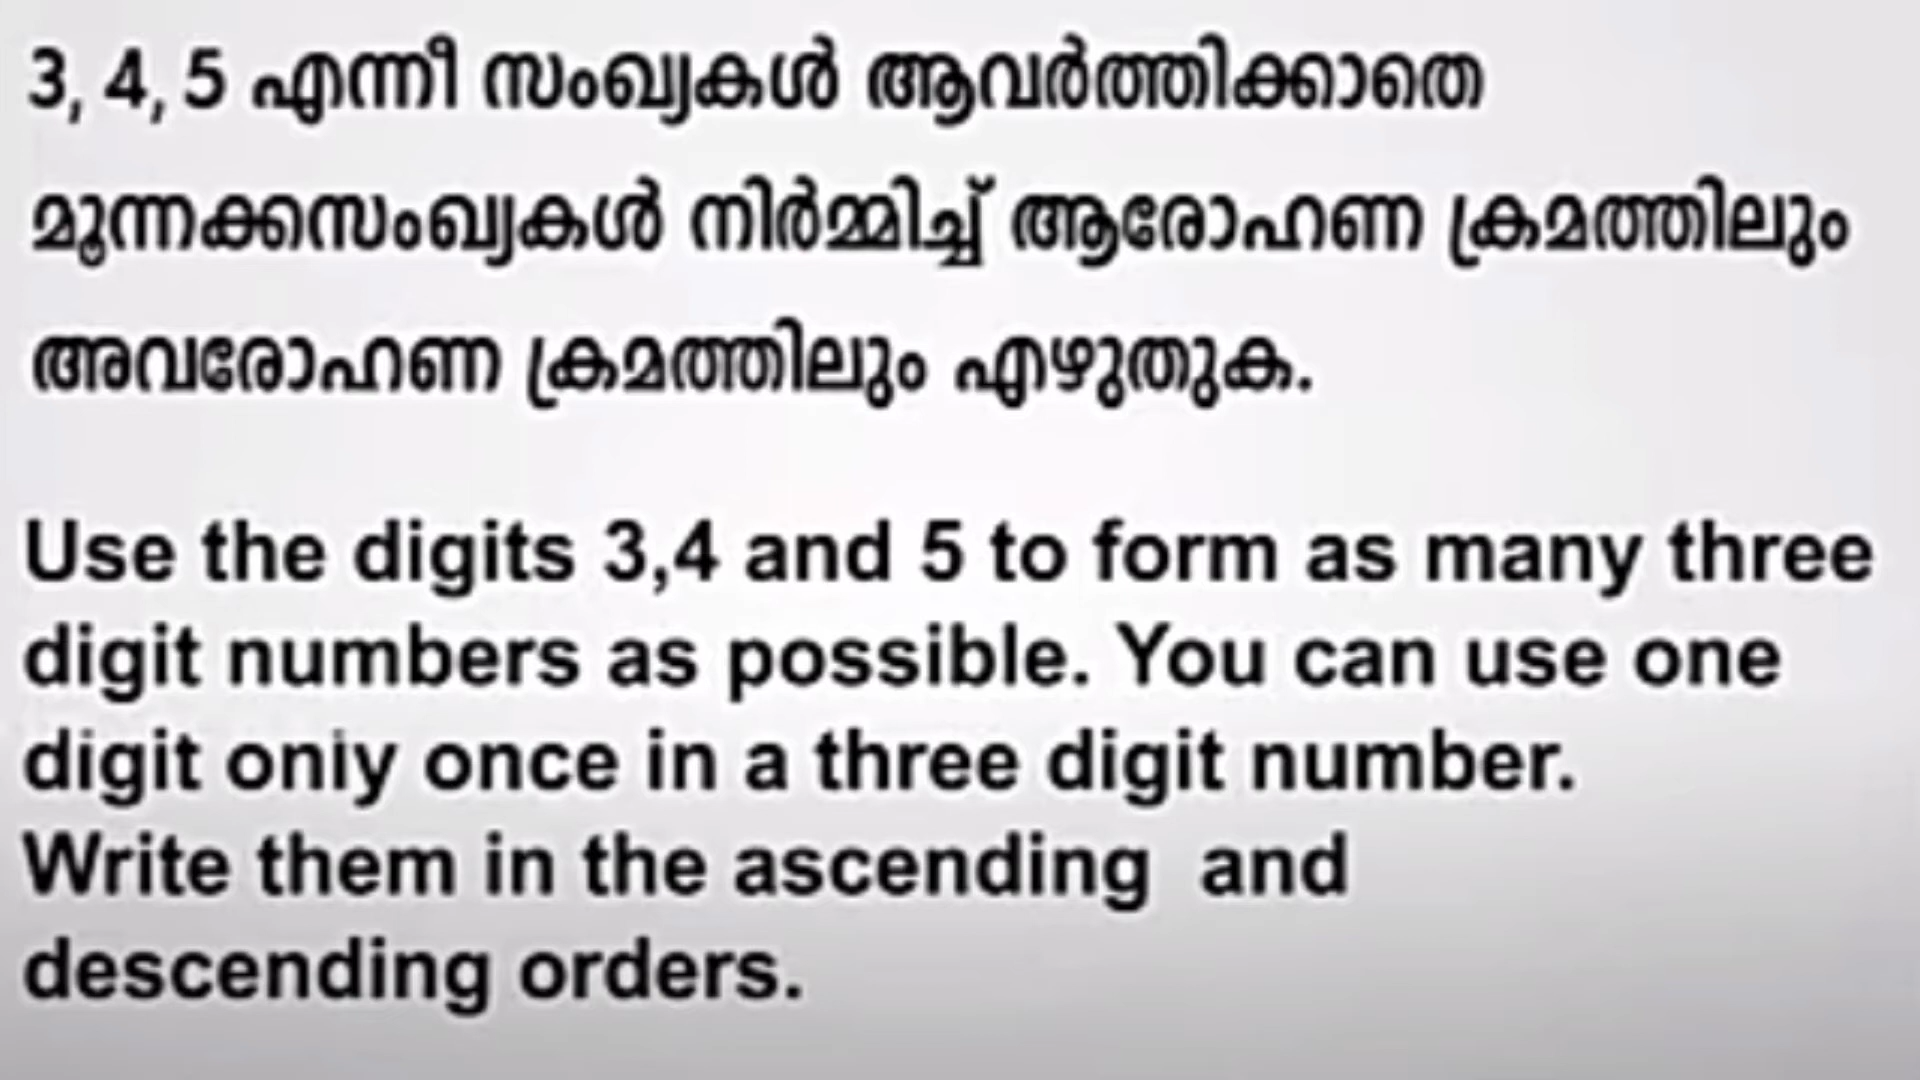 3, 4, 5 എന്നീ സംഖ്യകൾ ആവർത്തിക്കാതെ
മൂന്നക്കസംഖ്യകൾ നിർമ്മിച്ച് ആരോഹണ ക്രമത്തിലും
അവരോഹണ ക്രമത്തിലും എഴുതുക.
Use the digits 3,4 and 5 to form as many three
digit numbers as possible. You can use one
digit only once in a three digit number.
Write them in the ascending  and
descending orders.